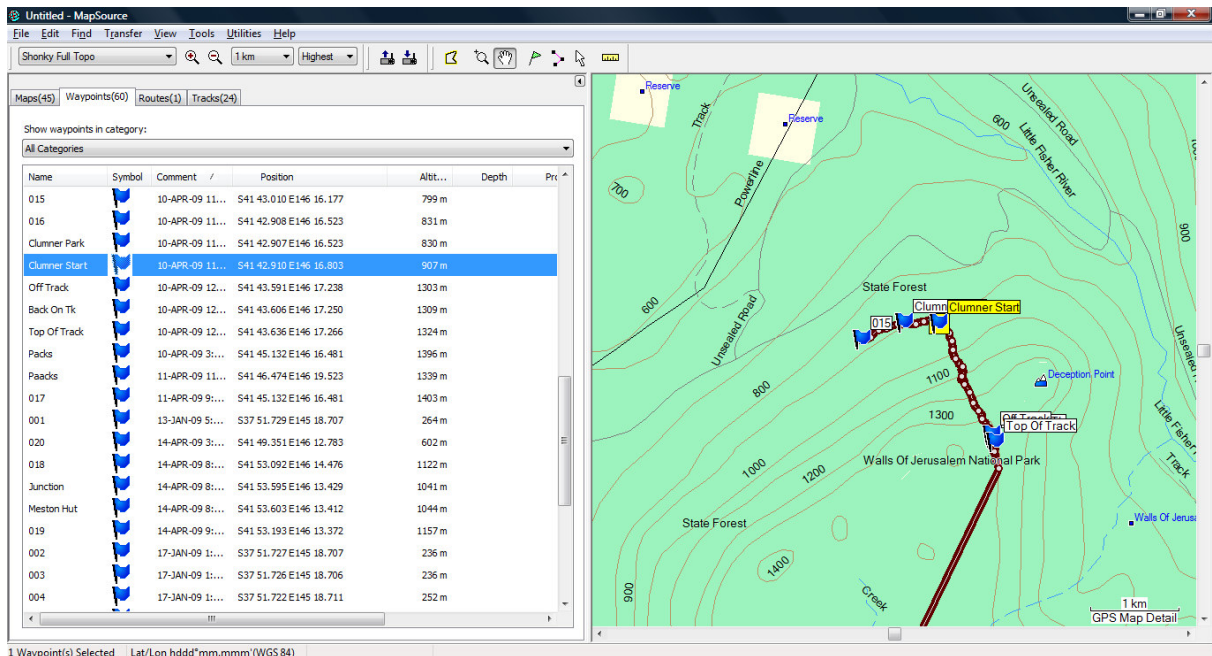 Untitled - MapSource
File Edit Find Transfer View Tools Utilities Help
Shonky Full Topo 1 km Highest
Maps(45) Waypoints(60) Routes(1) Tracks(24)
Show waypoints in category:
All Categories
Name Symbol Comment Position Altit... Depth Pro
015 10-APR-09 11... S41 43.010 E146 16.177 799 m
016 10-APR-09 11... S41 42.908 E146 16.523 831 m
Clumner Park 10-APR-09 11... S41 42.907 E146 16.523 830 m
Clumner Start 10-APR-09 11... S41 42.910 E146 16.803 907 m
Off Track 10-APR-09 12... S41 43.591 E146 17.238 1303 m
Back On Tk 10-APR-09 12... S41 43.606 E146 17.250 1309 m
Top Of Track 10-APR-09 12... S41 43.636 E146 17.266 1324 m
Packs 10-APR-09 3:... S41 45.132 E146 16.481 1396 m
Paacks 11-APR-09 11... S41 46.474 E146 19.523 1339 m
017 11-APR-09 9:... S41 45.132 E146 16.481 1403 m
001 13-JAN-09 5:... S37 51.729 E145 18.707 264 m
020 14-APR-09 3:... S41 49.351 E146 12.783 602 m
018 14-APR-09 8:... S41 53.092 E146 14.476 1122 m
Junction 14-APR-09 8:... S41 53.595 E146 13.429 1041 m
Meston Hut 14-APR-09 8:... S41 53.603 E146 13.412 1044 m
019 14-APR-09 9:... S41 53.193 E146 13.372 1157 m
002 17-JAN-09 1:... S37 51.727 E145 18.707 236 m
003 17-JAN-09 1:... S37 51.726 E145 18.706 236 m
004 17-JAN-09 1:... S37 51.722 E145 18.711 252 m
1 Waypoint(s) Selected Lat/Lon hddd°mm.mmm'(WGS 84)
Reserve
Track
Reserve
Unsealed Road
600
Little Fisher River
700
Powerline
900
600
State Forest
Unsealed Road
Clumn
Clumner Start
015
Unsealed
800
1100
Deception Point
1300
Off Track
Top Of Track
Little Fisher
Track
Walls Of Jerusalem National Park
1000
1200
State Forest
Walls Of Jerusa
1400
900
Creek
1 km
GPS Map Detail